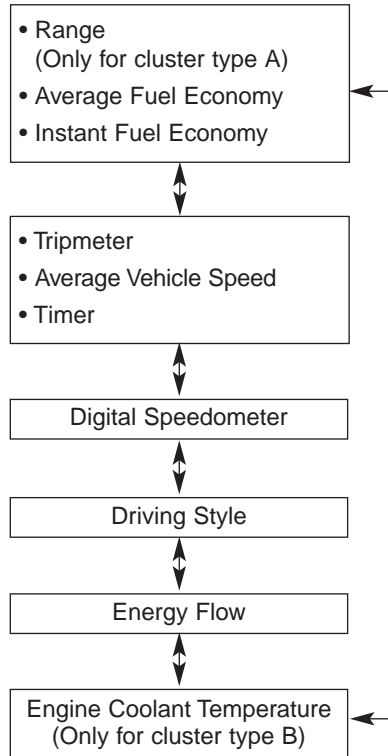 • Range
(Only for cluster type A)
• Average Fuel Economy
• Instant Fuel Economy
• Tripmeter
• Average Vehicle Speed
• Timer
Digital Speedometer
Driving Style
Energy Flow
Engine Coolant Temperature
(Only for cluster type B)